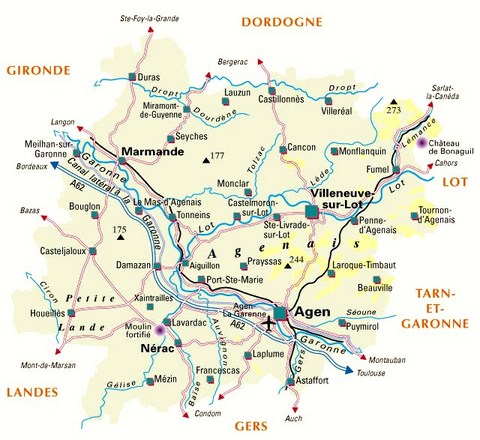 DORDOGNE
Ste-Foy-la-Grande
GIRONDE
Bergerac
Duras
Dropt
Lauzun
Castillonnès
Dropt
273
Sarlat-
la-Canéda
Miramont-
de-Guyenne
Dourdène
Villeréal
Langon
Seyches
Lémance
Château
de Bonaguil
Meilhan-sur-
Garonne
Marmande
177
Tolzac
Cancon
Monflanquin
Lède
Cahors
Fumel
Bordeaux
Garonne
Canal latéral à la
Garonne
A62
Monclar
Villeneuve-
sur-Lot
Lot
LOT
Bazas
Bouglon
Le Mas-d'Agenais
Tonneins
Castelmoron-
sur-Lot
Ste-Livrade-
sur-Lot
Penne-
d'Agenais
Tournon-
d'Agenais
Lot
175
Casteljaloux
Agenais
Damazan
Aiguillon
Prayssas
244
Laroque-Timbaut
Port-Ste-Marie
Beauville
Ciron
Petite
Lande
Xaintrailles
TARN-
ET-
GARONNE
Houeillès
Agen
La Garenne
Agen
Séoune
Moulin
fortifié
Lavardac
A62
Puymirol
Nérac
Auvignons
Garonne
Montauban
Mont-de-Marsan
Laplume
Toulouse
Gers
LANDES
Gélise
Mézin
Baïse
Francescas
Astaffort
Condom
Auch
GERS